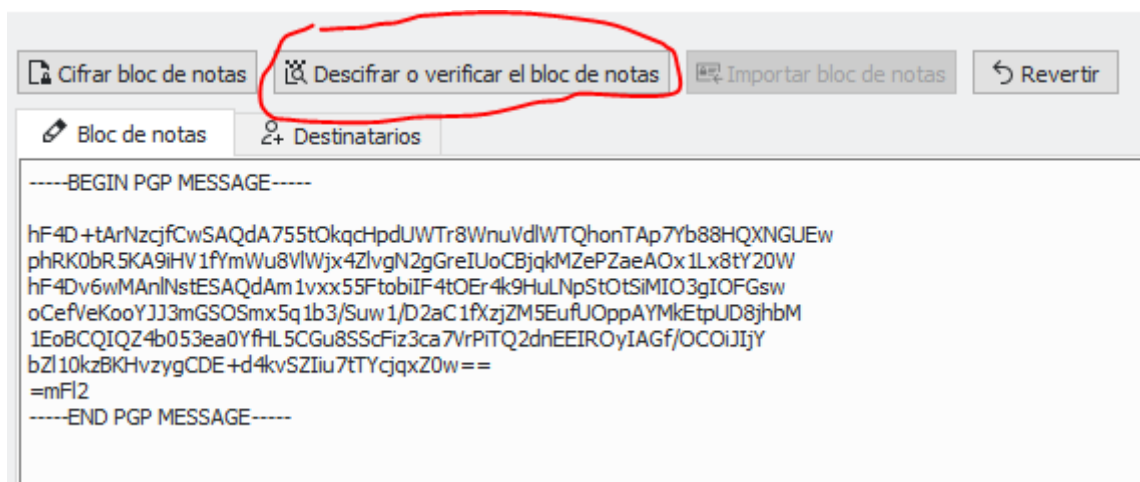 Cifrar bloc de notas Descifrar o verificar el bloc de notas Importar bloc de notas Revertir
Bloc de notas Destinatarios
-----BEGIN PGP MESSAGE-----
hF4D+tArNzcjfCwSAQdA755tOkqcHpdUWTr8WnuVdlWTQhonTAp7Yb88HQXNGUEw
phRK0bR5KA9iHV1fYmWu8VlWjx4ZlvgN2gGreIUoCBjqkMZePZaeAOx1Lx8tY20W
hF4Dv6wMAnlNstESAQdAm1vxx55FtobiIF4tOEr4k9HuLNpStOtSiMIO3gIOFGsw
oCefVeKooYJJ3mGSOSmx5q1b3/Suw1/D2aC1fXzjZM5EufUOppAYMkEtpUD8jhbM
1EoBCQIQZ4b053ea0YfHL5CGu8SScFiz3ca7VrPiTQ2dnEEIROyIAGf/OCOiJIjY
bZl10kzBKHvzygCDE+d4kvSZIiu7tTYcjqxZ0w==
=mFl2
-----END PGP MESSAGE-----